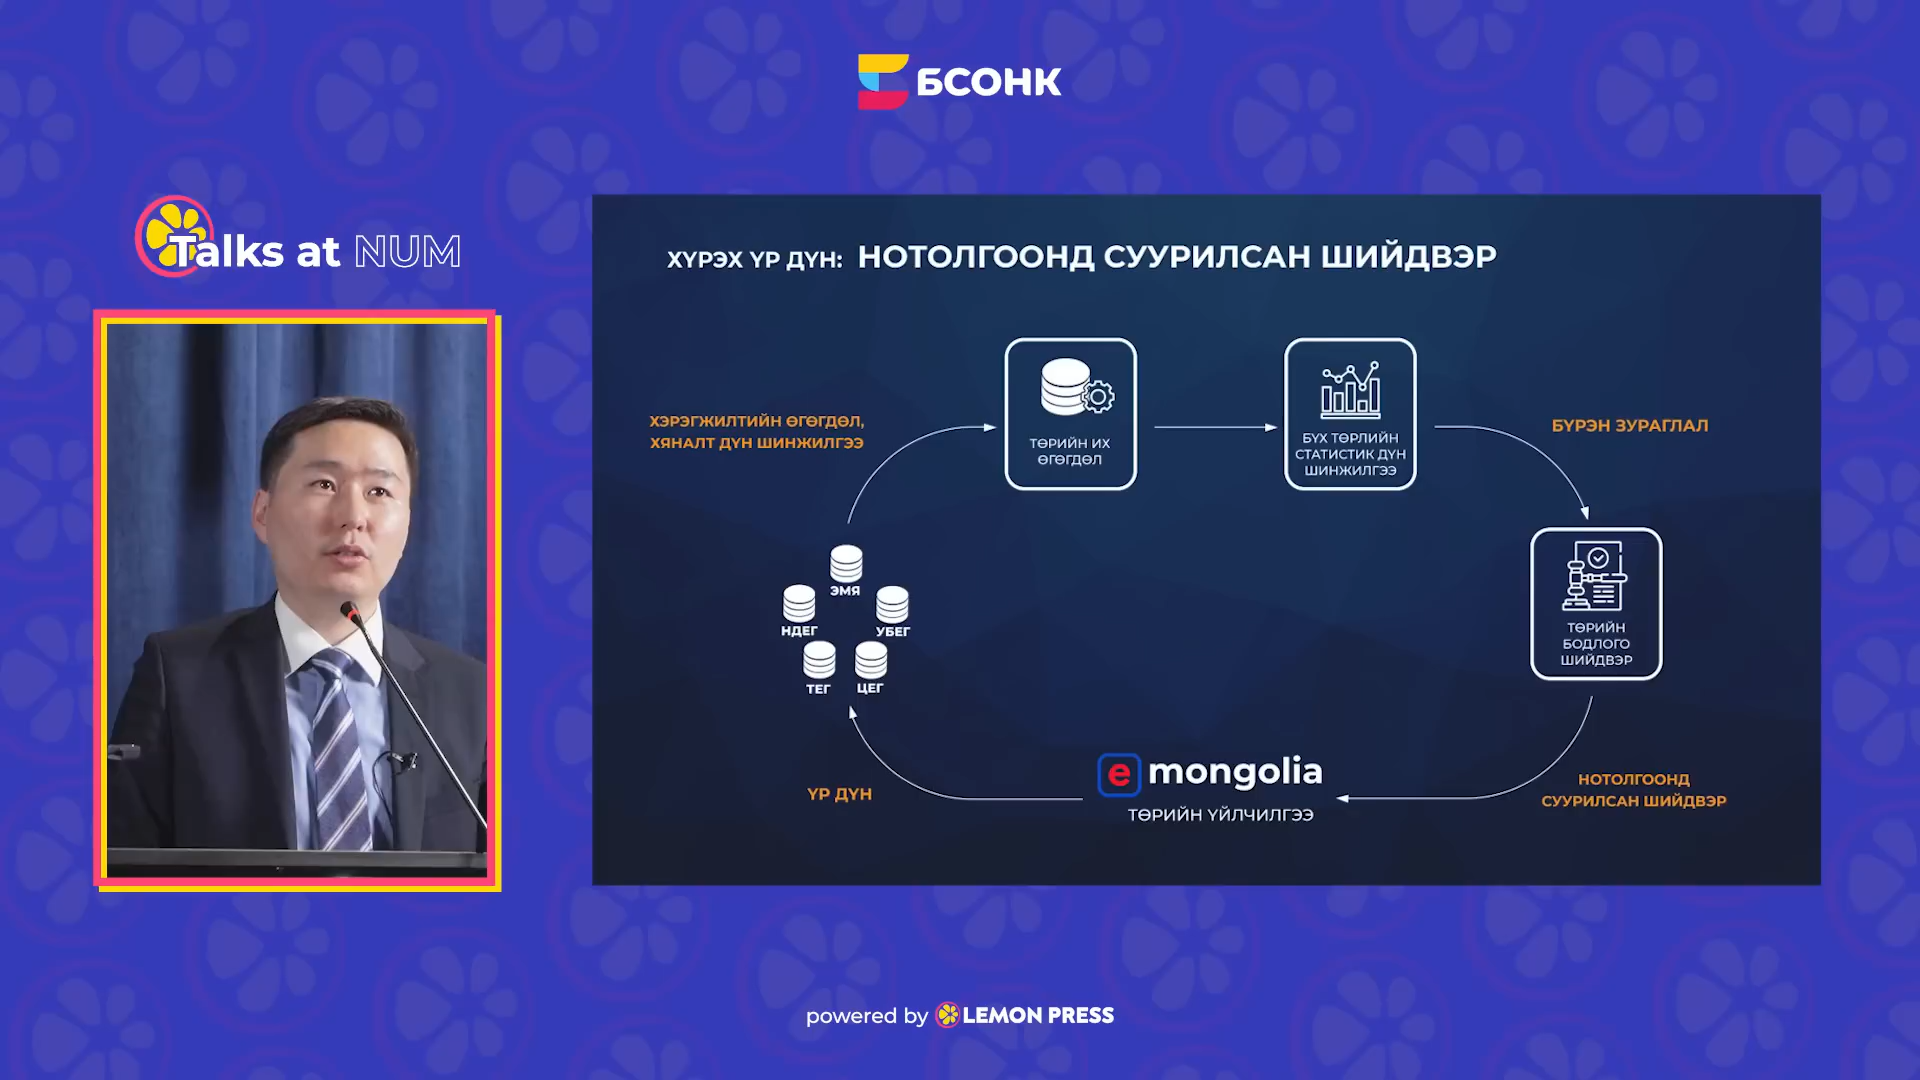 БСОНК
Talks at NUM
ХҮРЭХ ҮР ДҮН: НОТОЛГООНД СУУРИЛСАН ШИЙДВЭР
ХЭРЭГЖИЛТИЙН ӨГӨГДӨЛ,
ХЯНАЛТ ДҮН ШИНЖИЛГЭЭ
ТӨРИЙН ИХ
ӨГӨГДӨЛ
БҮХ ТӨРЛИЙН
СТАТИСТИК ДҮН
ШИНЖИЛГЭЭ
БҮРЭН ЗУРАГЛАЛ
ЭМЯ
НДЕГ
УБЕГ
ТЕГ
ЦЕГ
ТӨРИЙН
БОДЛОГО
ШИЙДВЭР
e mongolia
ТӨРИЙН ҮЙЛЧИЛГЭЭ
ҮР ДҮН
НОТОЛГООНД
СУУРИЛСАН ШИЙДВЭР
powered by LEMON PRESS